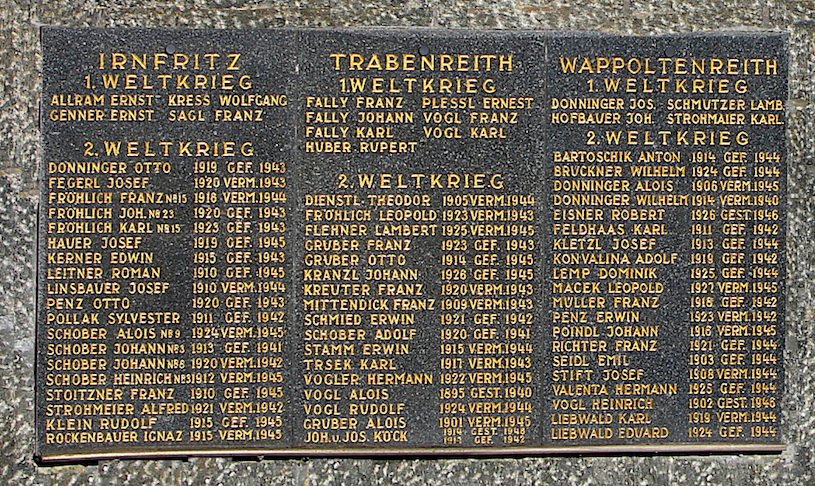 IRNFRITZ
1. WELTKRIEG
ALLRAM ERNST KRESS WOLFGANG
GENNER ERNST SAGL FRANZ
2. WELTKRIEG
DONNINGER OTTO 1919 GEF. 1943
FEGERL JOSEF 1920 VERM. 1943
FRÖHLICH FRANZ No 15 1918 VERM. 1944
FRÖHLICH JOH. No 23 1920 GEF. 1943
FRÖHLICH KARL No 15 1923 GEF. 1943
HAUER JOSEF 1919 GEF. 1945
KERNER EDWIN 1915 GEF. 1943
LEITNER ROMAN 1910 GEF. 1945
LINSBAUER JOSEF 1910 VERM. 1944
PENZ OTTO 1920 GEF. 1943
POLLAK SYLVESTER 1911 GEF. 1942
SCHOBER ALOIS No 9 1924 VERM. 1945
SCHOBER JOHANN No 3 1913 GEF. 1941
SCHOBER JOHANN No 8 1920 VERM. 1942
SCHOBER HEINRICH No 3 1912 VERM. 1945
STOITZNER FRANZ 1910 GEF. 1945
STROHMEIER ALFRED 1921 VERM. 1942
KLEIN RUDOLF 1915 GEF. 1945
ROCKENBAUER IGNAZ 1915 VERM. 1945
TRABENREITH
1. WELTKRIEG
FALLY FRANZ PLESSL ERNEST
FALLY JOHANN VOGL FRANZ
FALLY KARL VOGL KARL
HUBER RUPERT
2. WELTKRIEG
DIENSTL THEODOR 1905 VERM. 1944
FRÖHLICH LEOPOLD 1923 VERM. 1943
FLEHNER LAMBERT 1925 VERM. 1945
GRUBER FRANZ 1923 GEF. 1943
GRUBER OTTO 1914 GEF. 1945
KRANZL JOHANN 1926 GEF. 1945
KREUTER FRANZ 1920 VERM. 1943
MITTENDICK FRANZ 1909 VERM. 1943
SCHMIED ERWIN 1921 GEF. 1942
SCHOBER ADOLF 1920 GEF. 1941
STAMM ERWIN 1915 VERM. 1944
TRSEK KARL 1917 VERM. 1943
VOGLER HERMANN 1922 VERM. 1945
VOGL ALOIS 1895 GEST. 1940
VOGL RUDOLF 1924 VERM. 1944
GRUBER ALOIS 1901 VERM. 1945
JOH. u. JOS. KÖCK 1914 GEST. 1943
1913 GEF. 1942
WAPPOLTENREITH
1. WELTKRIEG
DONNINGER JOS. SCHMUTZER LAMB.
HOFBAUER JOH. STROHMAIER KARL
2. WELTKRIEG
BARTOSCHIK ANTON 1914 GEF. 1944
BRUCKNER WILHELM 1924 GEF. 1944
DONNINGER ALOIS 1906 VERM. 1945
DONNINGER WILHELM 1914 VERM. 1940
EISNER ROBERT 1926 GEST. 1946
FELDHAAS KARL 1911 GEF. 1942
KLETZL JOSEF 1913 GEF. 1944
KONVALINA ADOLF 1919 GEF. 1942
LEMP DOMINIK 1925 GEF. 1944
MACEK LEOPOLD 1927 VERM. 1945
MÜLLER FRANZ 1918 GEF. 1942
PENZ ERWIN 1923 VERM. 1942
POINDL JOHANN 1916 VERM. 1945
RICHTER FRANZ 1921 GEF. 1944
SEIDL EMIL 1903 GEF. 1944
STIFT JOSEF 1908 VERM. 1944
VALENTA HERMANN 1925 GEF. 1944
VOGL HEINRICH 1902 GEST. 1946
LIEBWALD KARL 1919 VERM. 1944
LIEBWALD EDUARD 1924 GEF. 1944